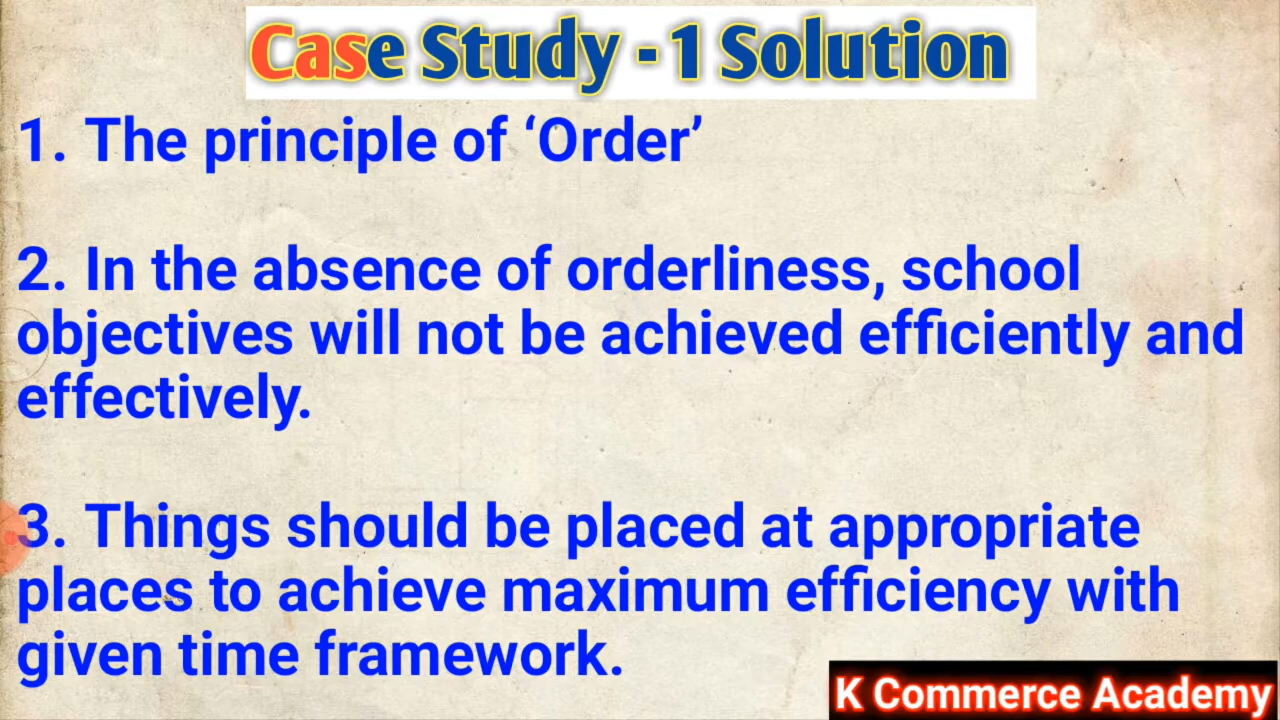 Case Study - 1 Solution
1. The principle of ‘Order’
2. In the absence of orderliness, school
objectives will not be achieved efficiently and
effectively.
3. Things should be placed at appropriate
places to achieve maximum efficiency with
given time framework.
K Commerce Academy